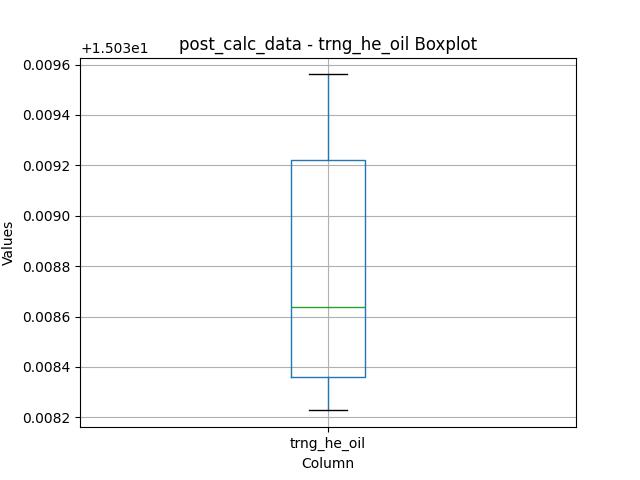 post_calc_data - trng_he_oil Boxplot
+1.503e1
0.0096
0.0094
0.0092
0.0090
0.0088
0.0086
0.0084
0.0082
Values
trng_he_oil
Column